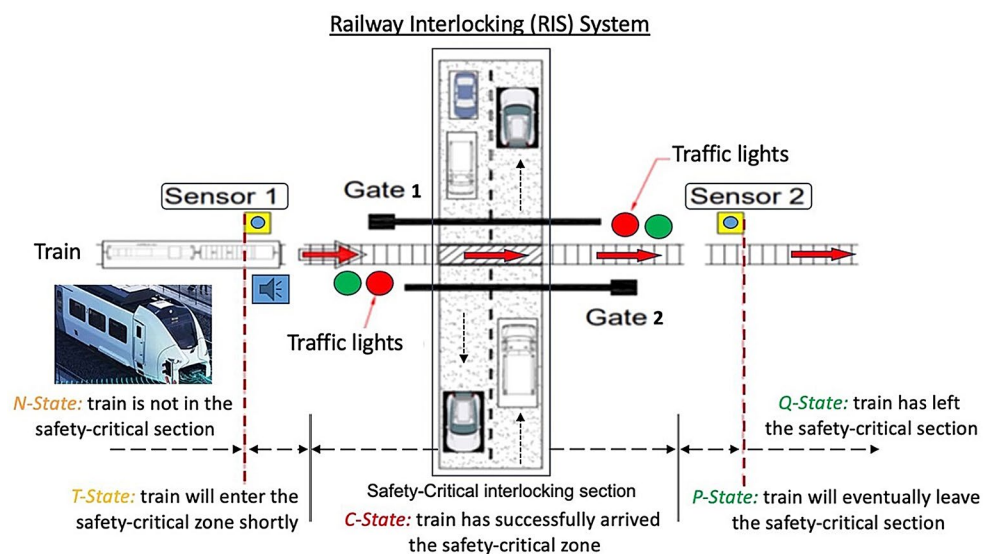 Railway Interlocking (RIS) System
Traffic lights
Sensor 1
Gate 1
Sensor 2
Train
Gate 2
Traffic lights
N-State: train is not in the
safety-critical section
Q-State: train has left
the safety-critical section
T-State: train will enter the
safety-critical zone shortly
Safety-Critical interlocking section
C-State: train has successfully arrived
the safety-critical zone
P-State: train will eventually leave
the safety-critical section